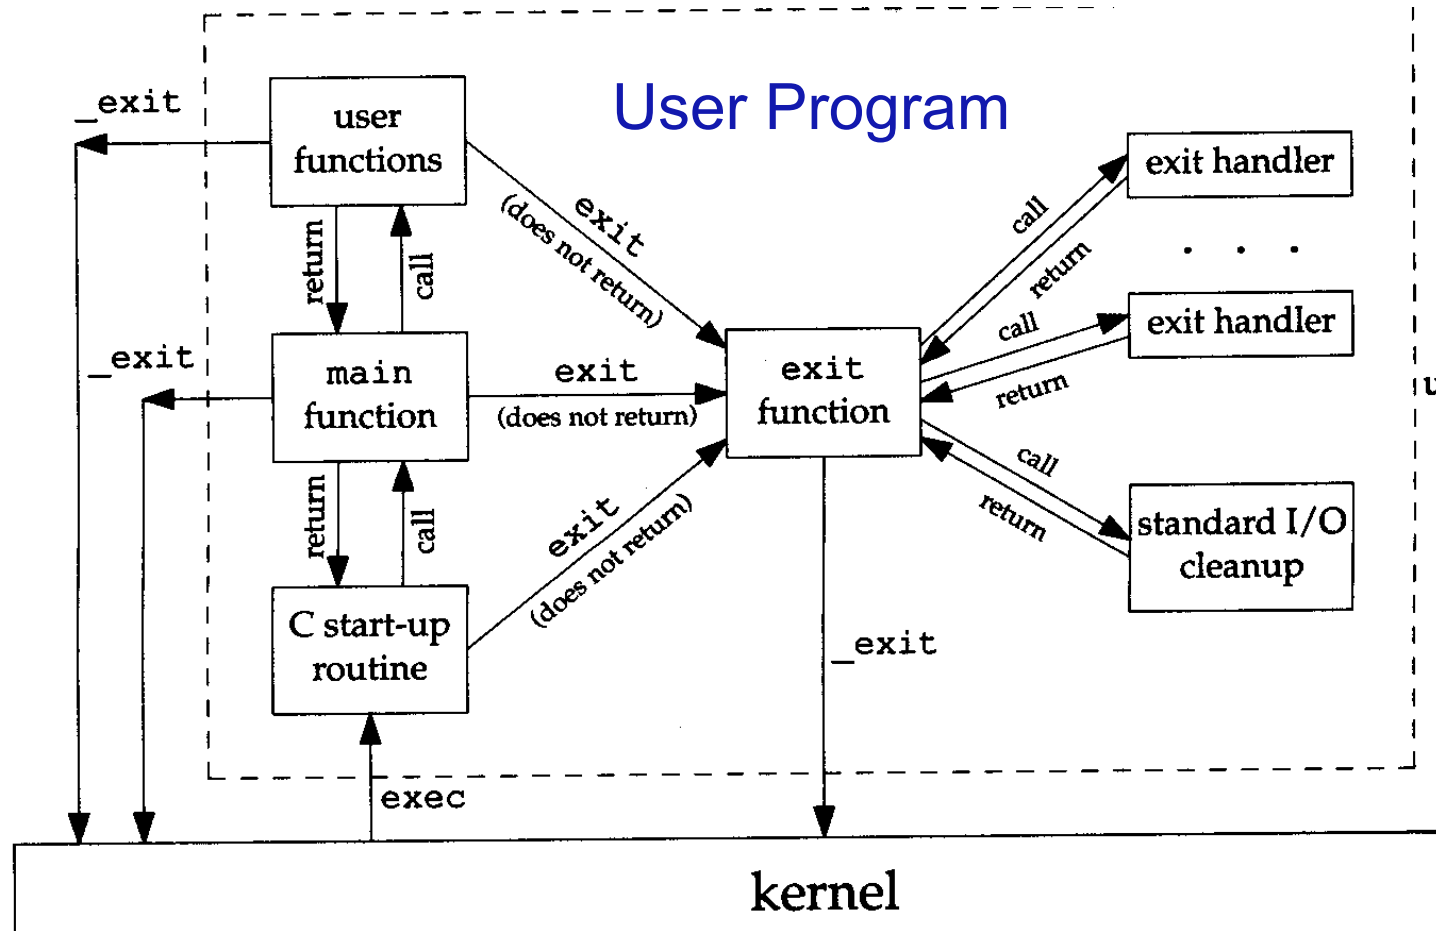 User Program
_exit
user
functions
exit
(does not return)
call
return
exit handler
. . .
return
call
_exit
main
function
exit
(does not return)
exit
function
call
return
exit handler
u
return
call
exit
(does not return)
call
return
standard I/O
cleanup
C start-up
routine
_exit
exec
kernel